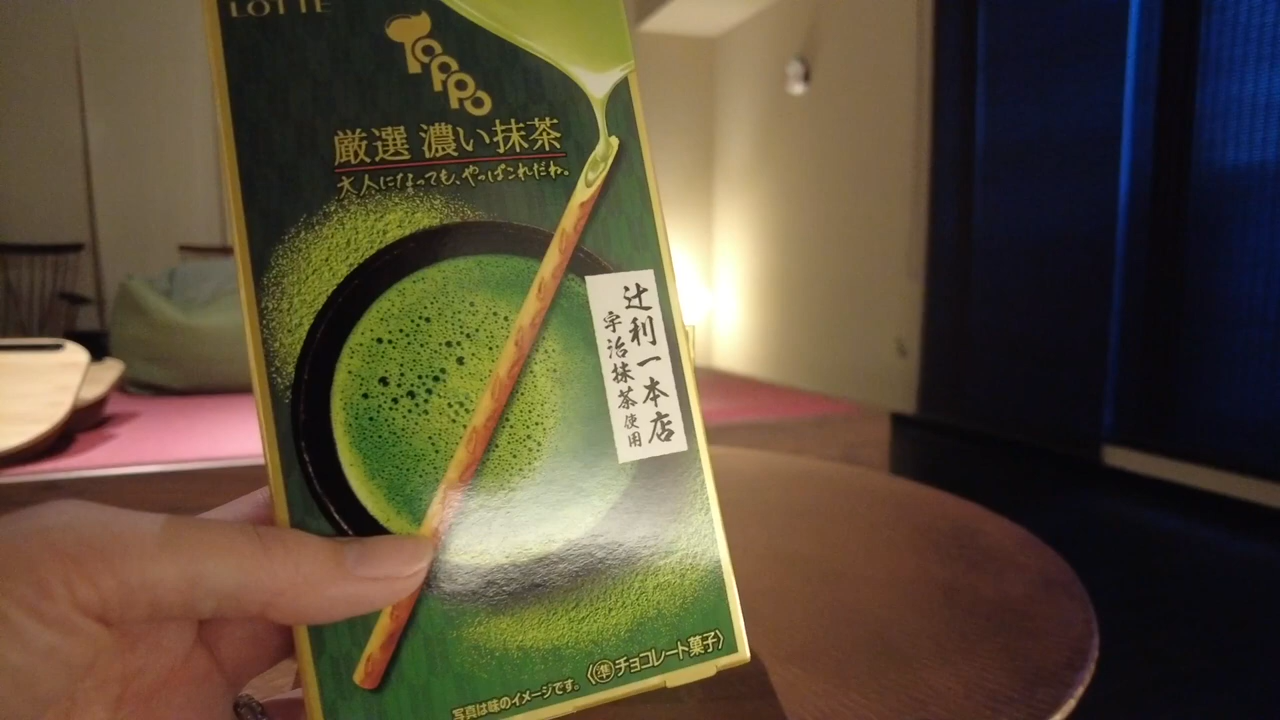 LOTTE
Toppo
厳選 濃い抹茶
大人になっても、やっぱこれだね。
辻利一本店
宇治抹茶使用
〈準チョコレート菓子〉
写真は味のイメージです。